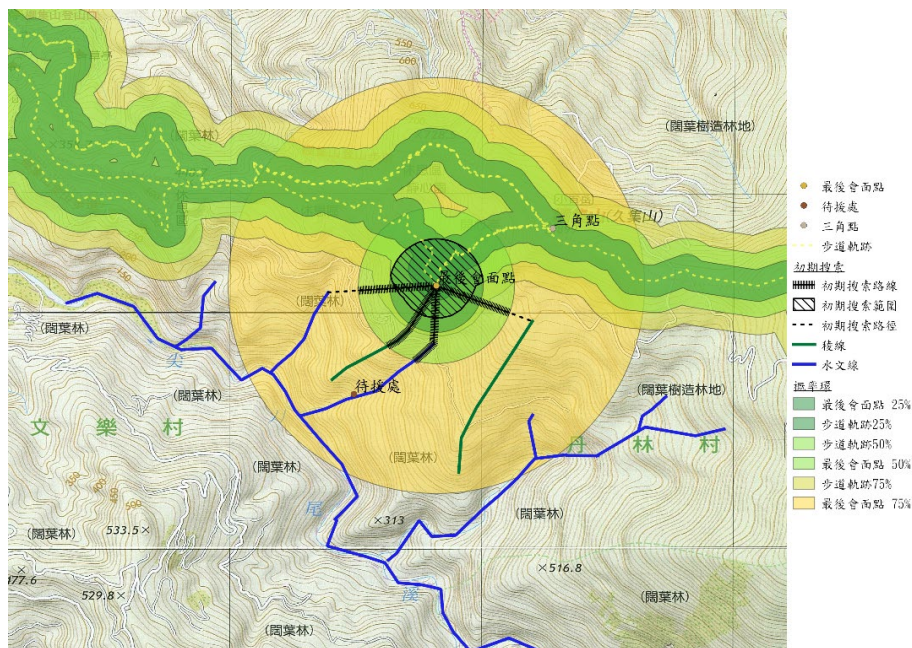 550
600
(闊葉林)
(闊葉樹造林地)
三角點
(久集山)
最後會面點
150
(闊葉林)
(闊葉林)
尖
(闊葉林)
待援處
(闊葉樹造林地)
文樂村
丹林村
(闊葉林)
(闊葉林)
尾
×313
(闊葉林)
533.5×
(闊葉林)
477.6
529.8×
×516.8
溪
(闊葉林)
(闊葉林)
最後會面點
待援處
三角點
步道軌跡
初期搜索
初期搜索路線
初期搜索範圍
初期搜索路徑
稜線
水文線
機率環
最後會面點 25%
步道軌跡25%
步道軌跡50%
最後會面點 50%
步道軌跡75%
最後會面點 75%